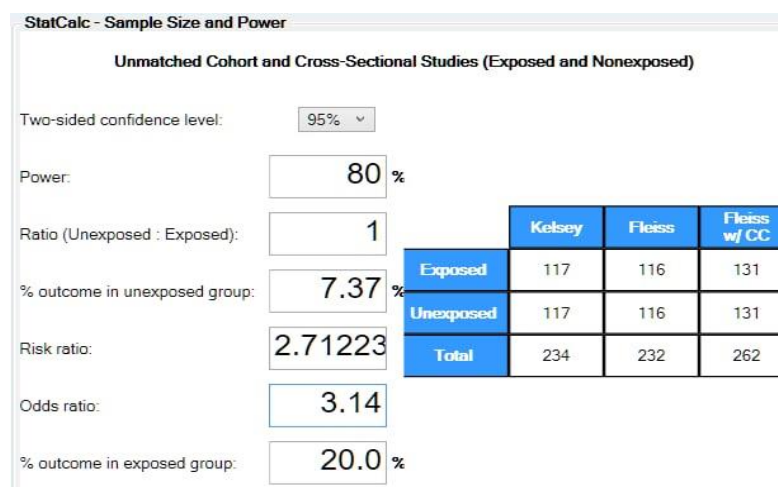 StatCalc - Sample Size and Power
Unmatched Cohort and Cross-Sectional Studies (Exposed and Nonexposed)
Two-sided confidence level: 95%
Power: 80 %
Ratio (Unexposed : Exposed): 1
% outcome in unexposed group: 7.37 %
Risk ratio: 2.71223
Odds ratio: 3.14
% outcome in exposed group: 20.0 %
Kelsey Fleiss Fleiss w/ CC
Exposed 117 116 131
Unexposed 117 116 131
Total 234 232 262